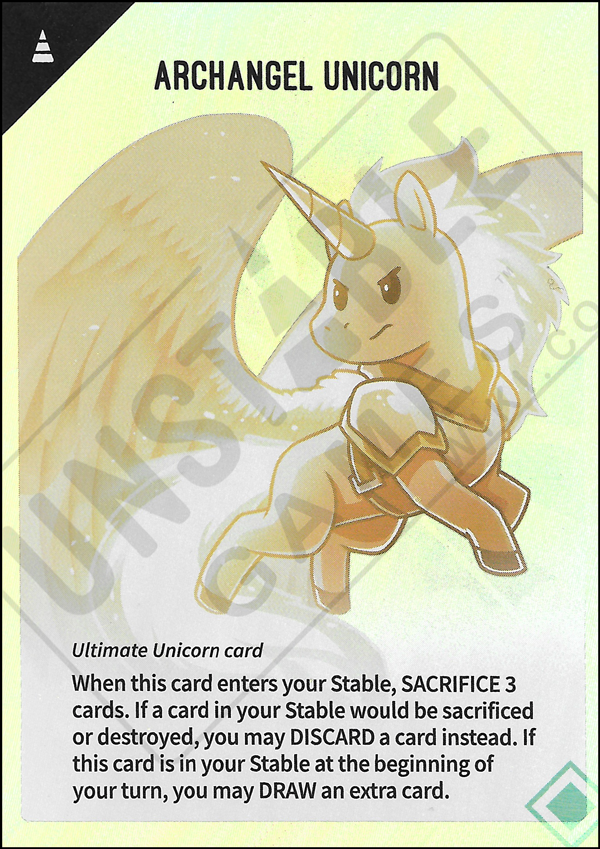 ARCHANGEL UNICORN
UNSTABLE
GAMES
WIKI.CO
Ultimate Unicorn card
When this card enters your Stable, SACRIFICE 3
cards. If a card in your Stable would be sacrificed
or destroyed, you may DISCARD a card instead. If
this card is in your Stable at the beginning of
your turn, you may DRAW an extra card.